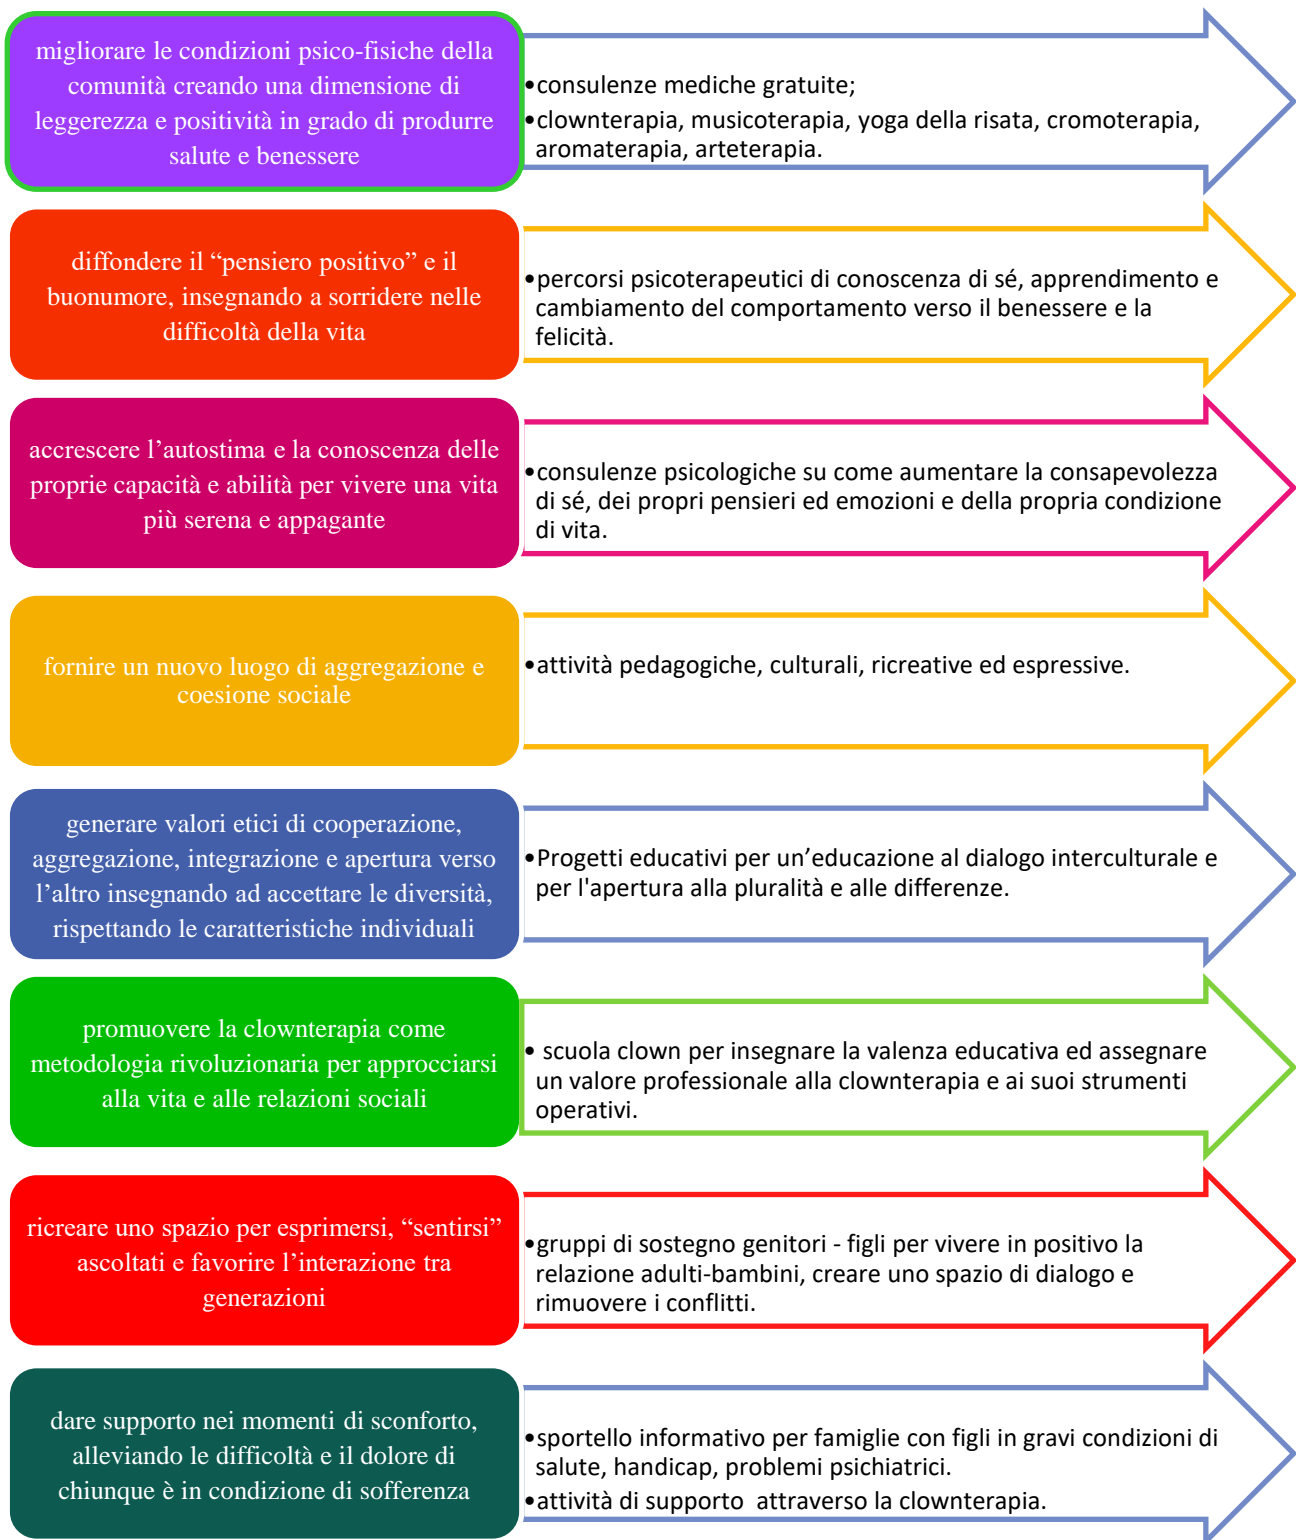 migliorare le condizioni psico-fisiche della
comunità creando una dimensione di
leggerezza e positività in grado di produrre
salute e benessere
•consulenze mediche gratuite;
•clownterapia, musicoterapia, yoga della risata, cromoterapia,
aromaterapia, arteterapia.
diffondere il “pensiero positivo” e il
buonumore, insegnando a sorridere nelle
difficoltà della vita
•percorsi psicoterapeutici di conoscenza di sé, apprendimento e
cambiamento del comportamento verso il benessere e la
felicità.
accrescere l’autostima e la conoscenza delle
proprie capacità e abilità per vivere una vita
più serena e appagante
•consulenze psicologiche su come aumentare la consapevolezza
di sé, dei propri pensieri ed emozioni e della propria condizione
di vita.
fornire un nuovo luogo di aggregazione e
coesione sociale
•attività pedagogiche, culturali, ricreative ed espressive.
generare valori etici di cooperazione,
aggregazione, integrazione e apertura verso
l’altro insegnando ad accettare le diversità,
rispettando le caratteristiche individuali
•Progetti educativi per un’educazione al dialogo interculturale e
per l'apertura alla pluralità e alle differenze.
promuovere la clownterapia come
metodologia rivoluzionaria per approcciarsi
alla vita e alle relazioni sociali
• scuola clown per insegnare la valenza educativa ed assegnare
un valore professionale alla clownterapia e ai suoi strumenti
operativi.
ricreare uno spazio per esprimersi, “sentirsi”
ascoltati e favorire l’interazione tra
generazioni
•gruppi di sostegno genitori - figli per vivere in positivo la
relazione adulti-bambini, creare uno spazio di dialogo e
rimuovere i conflitti.
dare supporto nei momenti di sconforto,
alleviando le difficoltà e il dolore di
chiunque è in condizione di sofferenza
•sportello informativo per famiglie con figli in gravi condizioni di
salute, handicap, problemi psichiatrici.
•attività di supporto  attraverso la clownterapia.